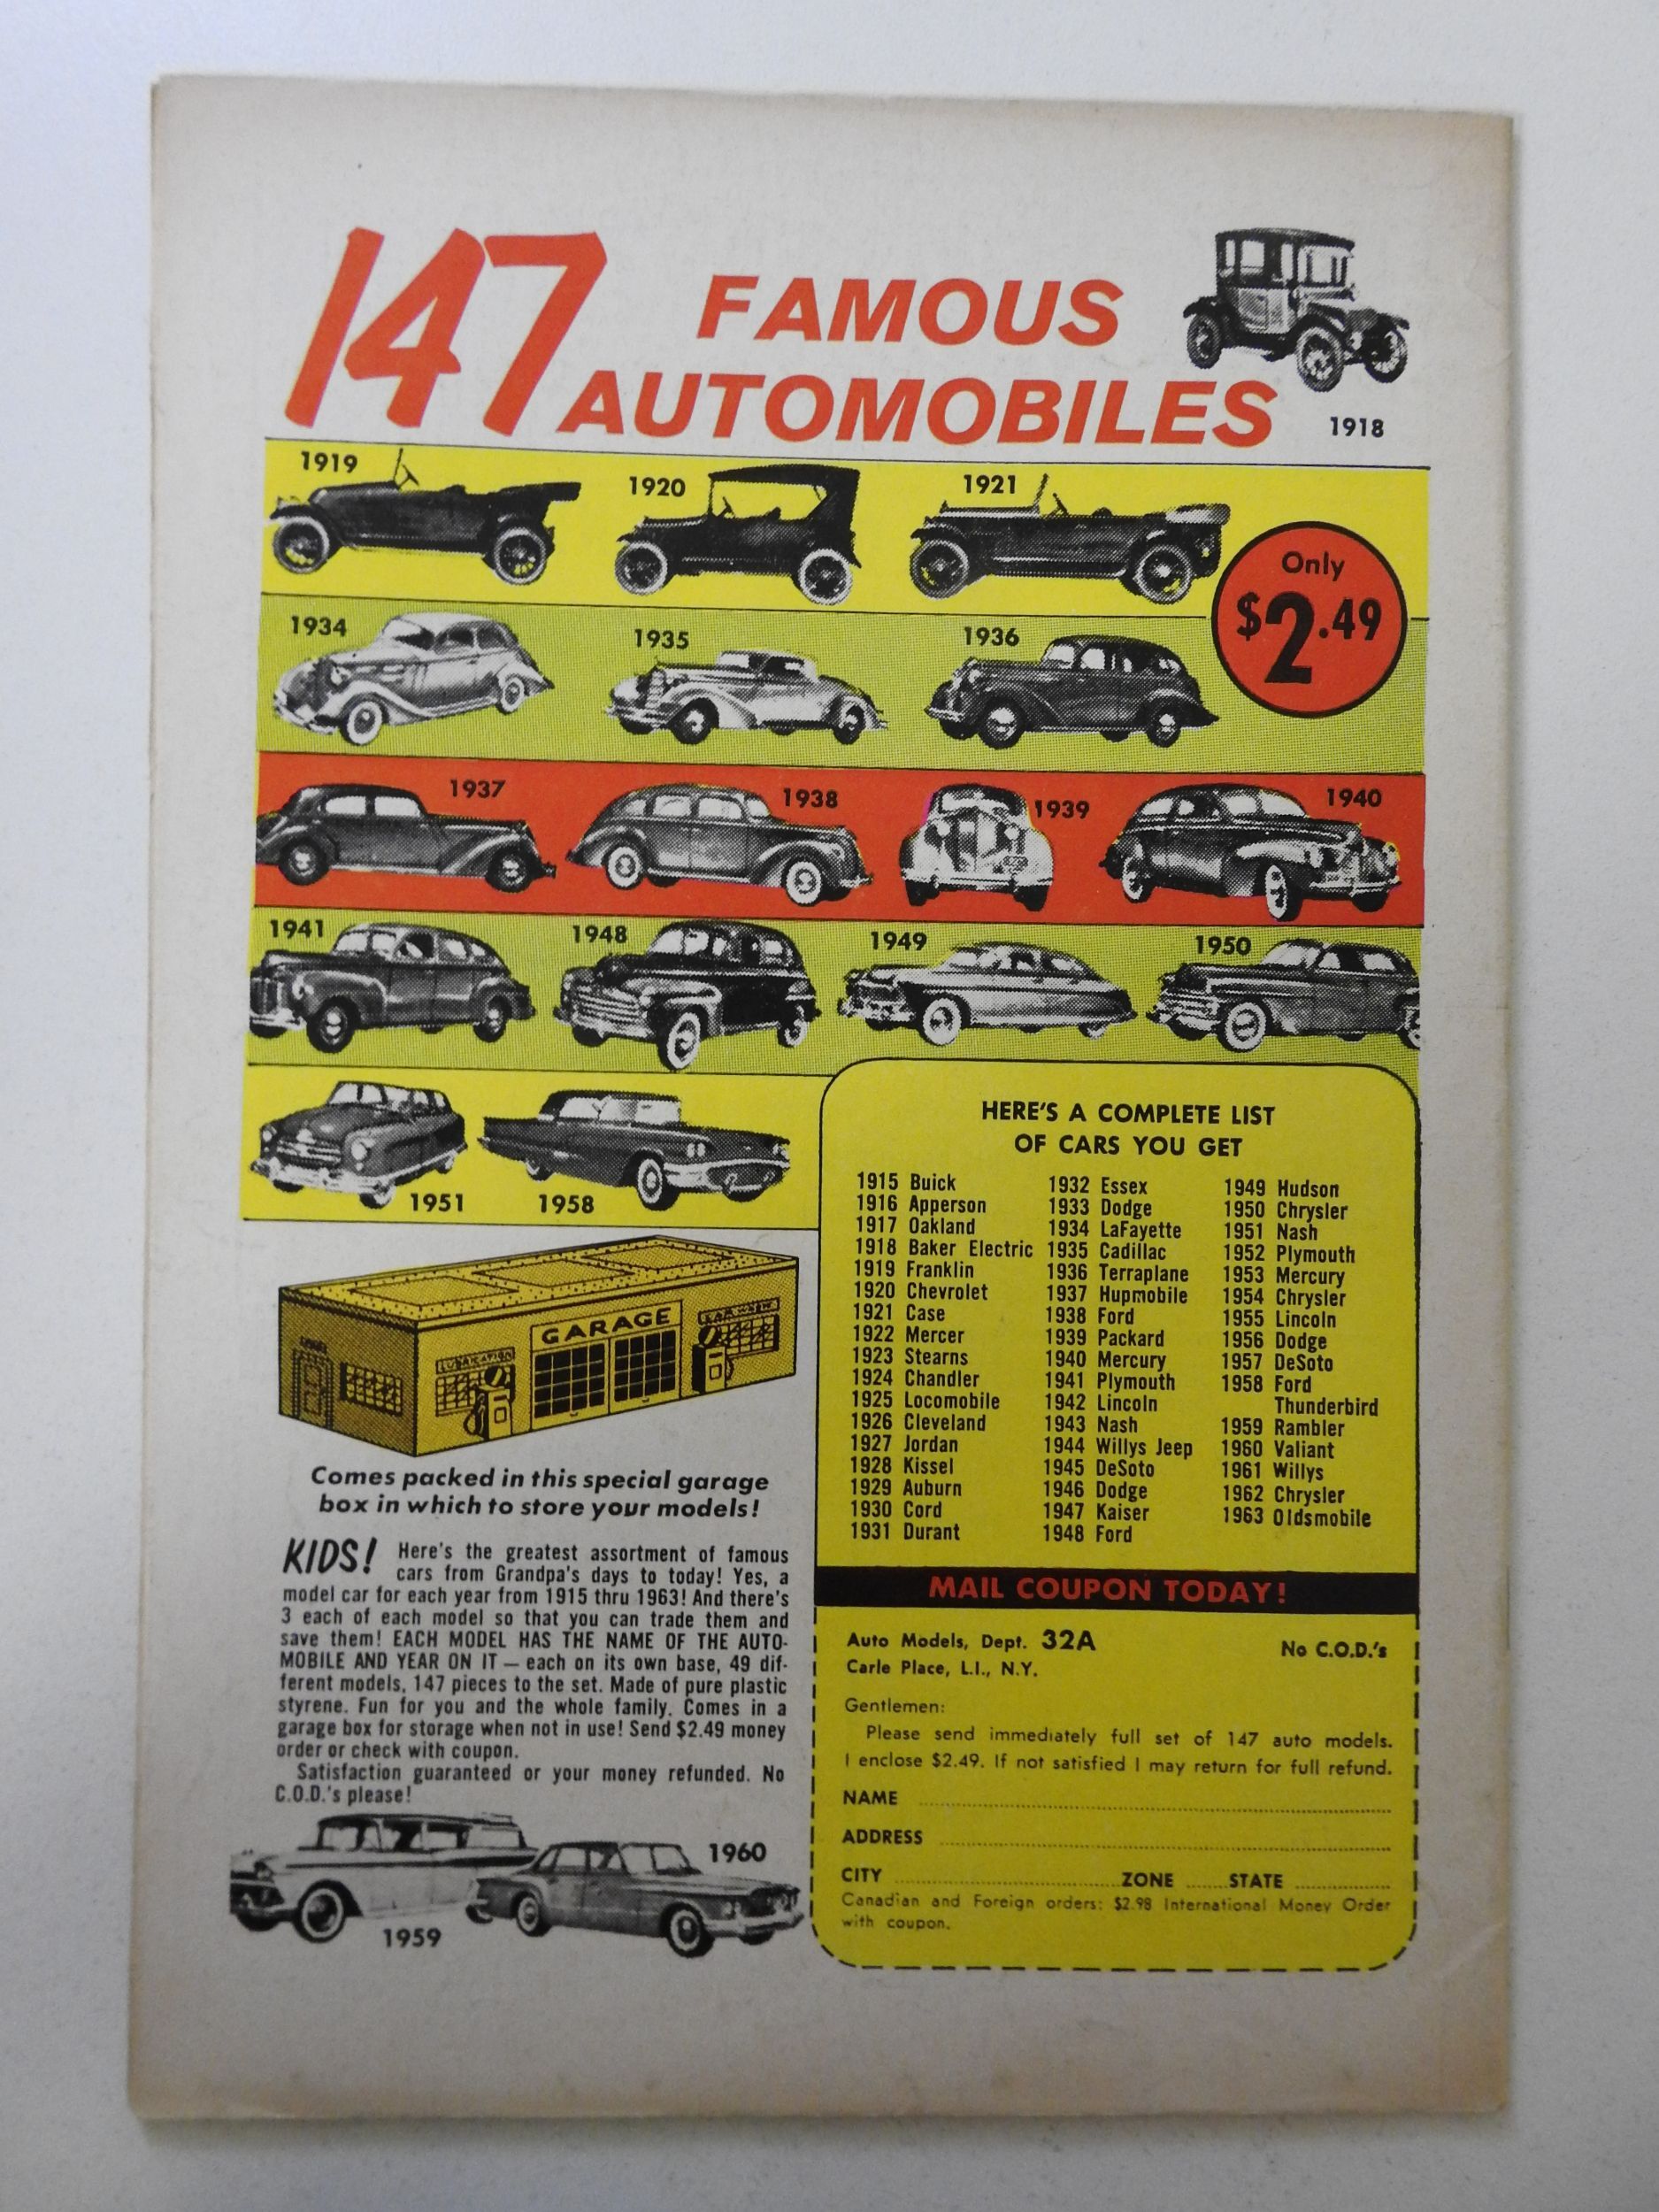 147 FAMOUS
AUTOMOBILES
1918
1919
1920
1921
Only
$2.49
1934
1935
1936
1937
1938
1939
1940
1941
1948
1949
1950
1951
1958
HERE'S A COMPLETE LIST
OF CARS YOU GET
1915 Buick
1916 Apperson
1917 Oakland
1918 Baker Electric
1919 Franklin
1920 Chevrolet
1921 Case
1922 Mercer
1923 Stearns
1924 Chandler
1925 Locomobile
1926 Cleveland
1927 Jordan
1928 Kissel
1929 Auburn
1930 Cord
1931 Durant
1932 Essex
1933 Dodge
1934 LaFayette
1935 Cadillac
1936 Terraplane
1937 Hupmobile
1938 Ford
1939 Packard
1940 Mercury
1941 Plymouth
1942 Lincoln
1943 Nash
1944 Willys Jeep
1945 DeSoto
1946 Dodge
1947 Kaiser
1948 Ford
1949 Hudson
1950 Chrysler
1951 Nash
1952 Plymouth
1953 Mercury
1954 Chrysler
1955 Lincoln
1956 Dodge
1957 DeSoto
1958 Ford
Thunderbird
1959 Rambler
1960 Valiant
1961 Willys
1962 Chrysler
1963 Oldsmobile
LUBRICATION
GARAGE
Comes packed in this special garage
box in which to store your models!
KIDS! Here's the greatest assortment of famous
cars from Grandpa's days to today! Yes, a
model car for each year from 1915 thru 1963! And there's
3 each of each model so that you can trade them and
save them! EACH MODEL HAS THE NAME OF THE AUTO-
MOBILE AND YEAR ON IT — each on its own base, 49 dif-
ferent models, 147 pieces to the set. Made of pure plastic
styrene. Fun for you and the whole family. Comes in a
garage box for storage when not in use! Send $2.49 money
order or check with coupon.
Satisfaction guaranteed or your money refunded. No
C.O.D.'s please!
1959
1960
MAIL COUPON TODAY!
Auto Models, Dept. 32A
No C.O.D.'s
Carle Place, L.I., N.Y.
Gentlemen:
Please send immediately full set of 147 auto models.
I enclose $2.49. If not satisfied I may return for full refund.
NAME
ADDRESS
CITY ZONE STATE
Canadian and Foreign orders: $2.98 International Money Order
with coupon.